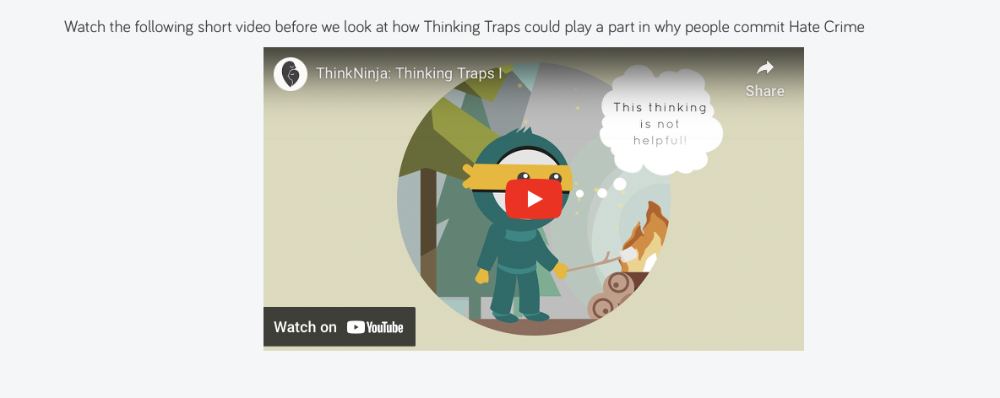 Watch the following short video before we look at how Thinking Traps could play a part in why people commit Hate Crime
ThinkNinja: Thinking Traps I
Share
This thinking
is not
helpful!
Watch on YouTube